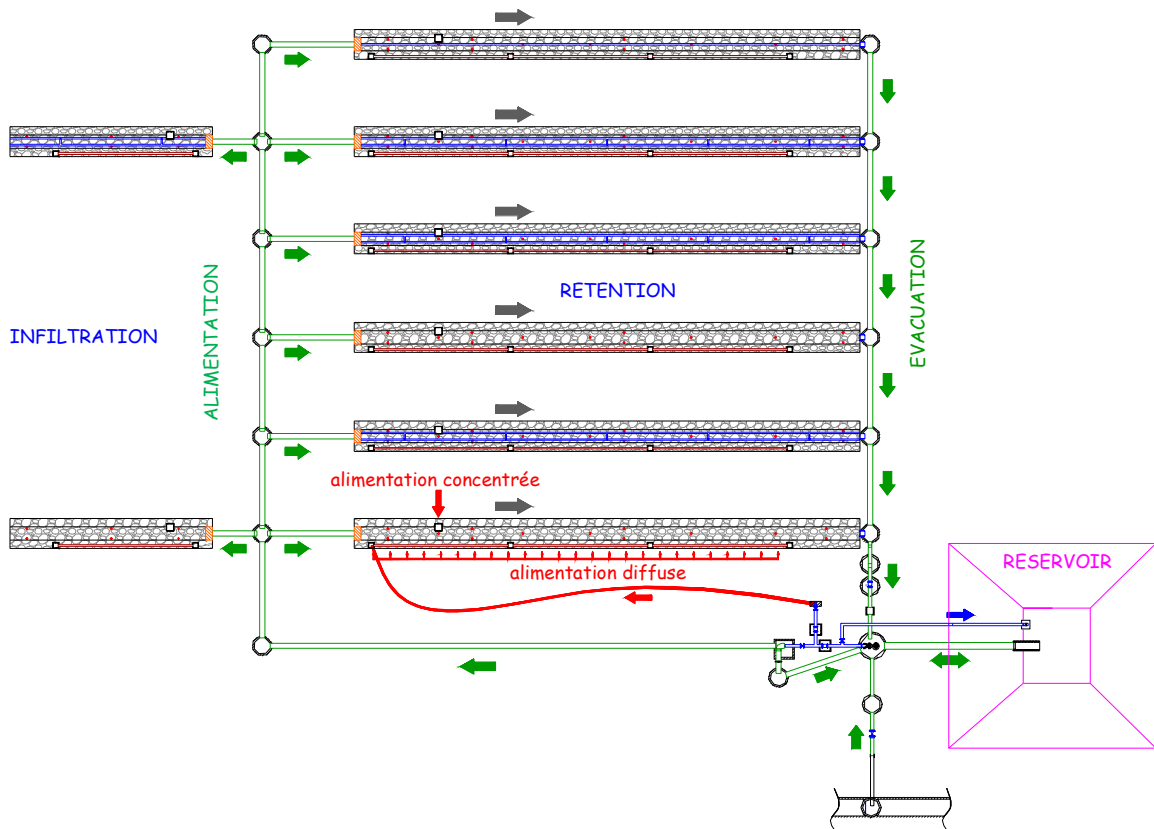 INFILTRATION
ALIMENTATION
RETENTION
EVACUATION
alimentation concentrée
alimentation diffuse
RESERVOIR